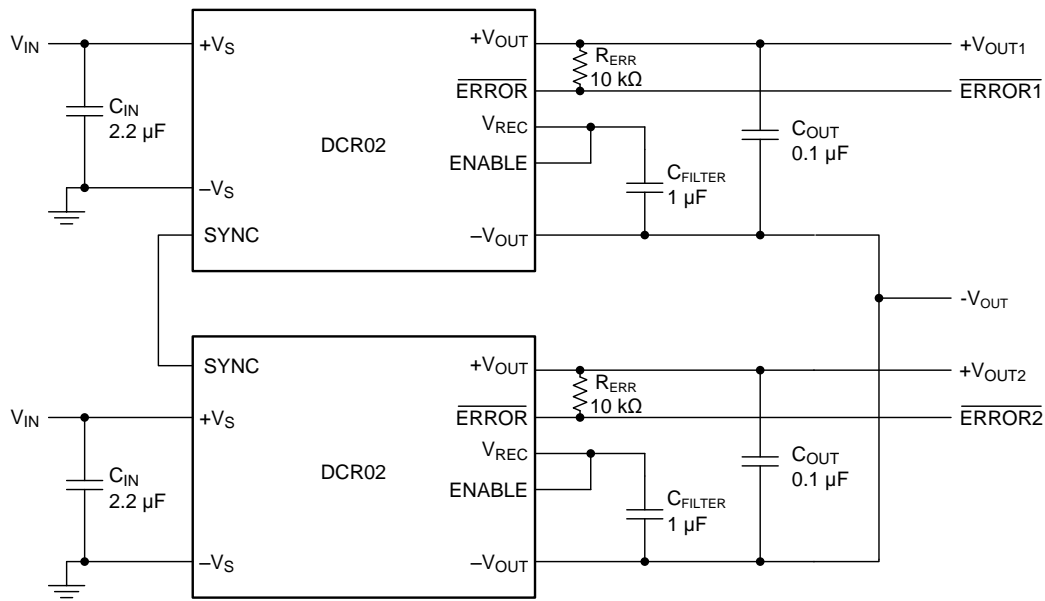 V_IN
+V_S
C_IN
2.2 µF
–V_S
SYNC
DCR02
+V_OUT
ERROR
V_REC
ENABLE
–V_OUT
R_ERR
10 kΩ
C_FILTER
1 µF
C_OUT
0.1 µF
+V_OUT1
ERROR1
-V_OUT
SYNC
V_IN
+V_S
C_IN
2.2 µF
–V_S
DCR02
+V_OUT
ERROR
V_REC
ENABLE
–V_OUT
R_ERR
10 kΩ
C_FILTER
1 µF
C_OUT
0.1 µF
+V_OUT2
ERROR2